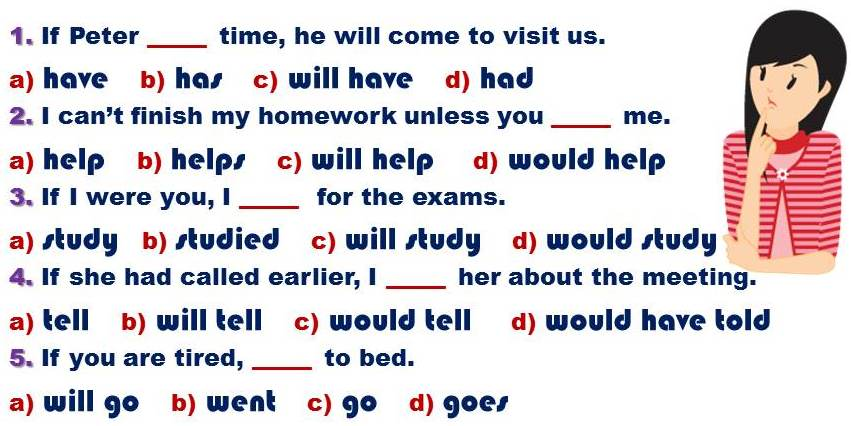 1. If Peter _____ time, he will come to visit us.
a) have b) has c) will have d) had
2. I can’t finish my homework unless you _____ me.
a) help b) helps c) will help d) would help
3. If I were you, I _____ for the exams.
a) study b) studied c) will study d) would study
4. If she had called earlier, I _____ her about the meeting.
a) tell b) will tell c) would tell d) would have told
5. If you are tired, _____ to bed.
a) will go b) went c) go d) goes